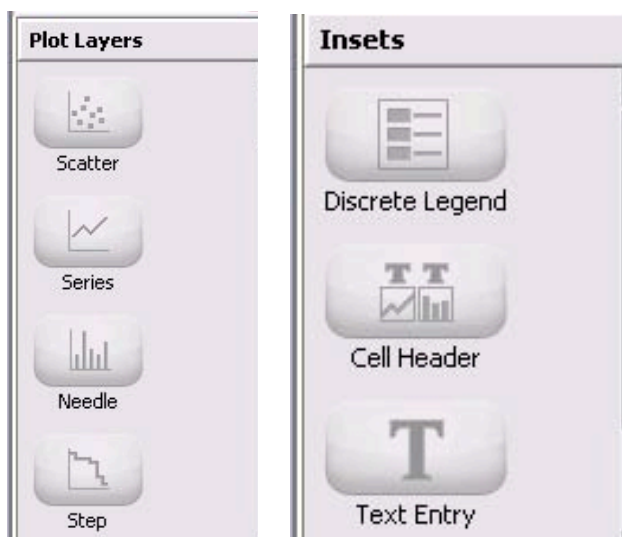 Plot Layers
Scatter
Series
Needle
Step
Insets
Discrete Legend
T T
Cell Header
T
Text Entry